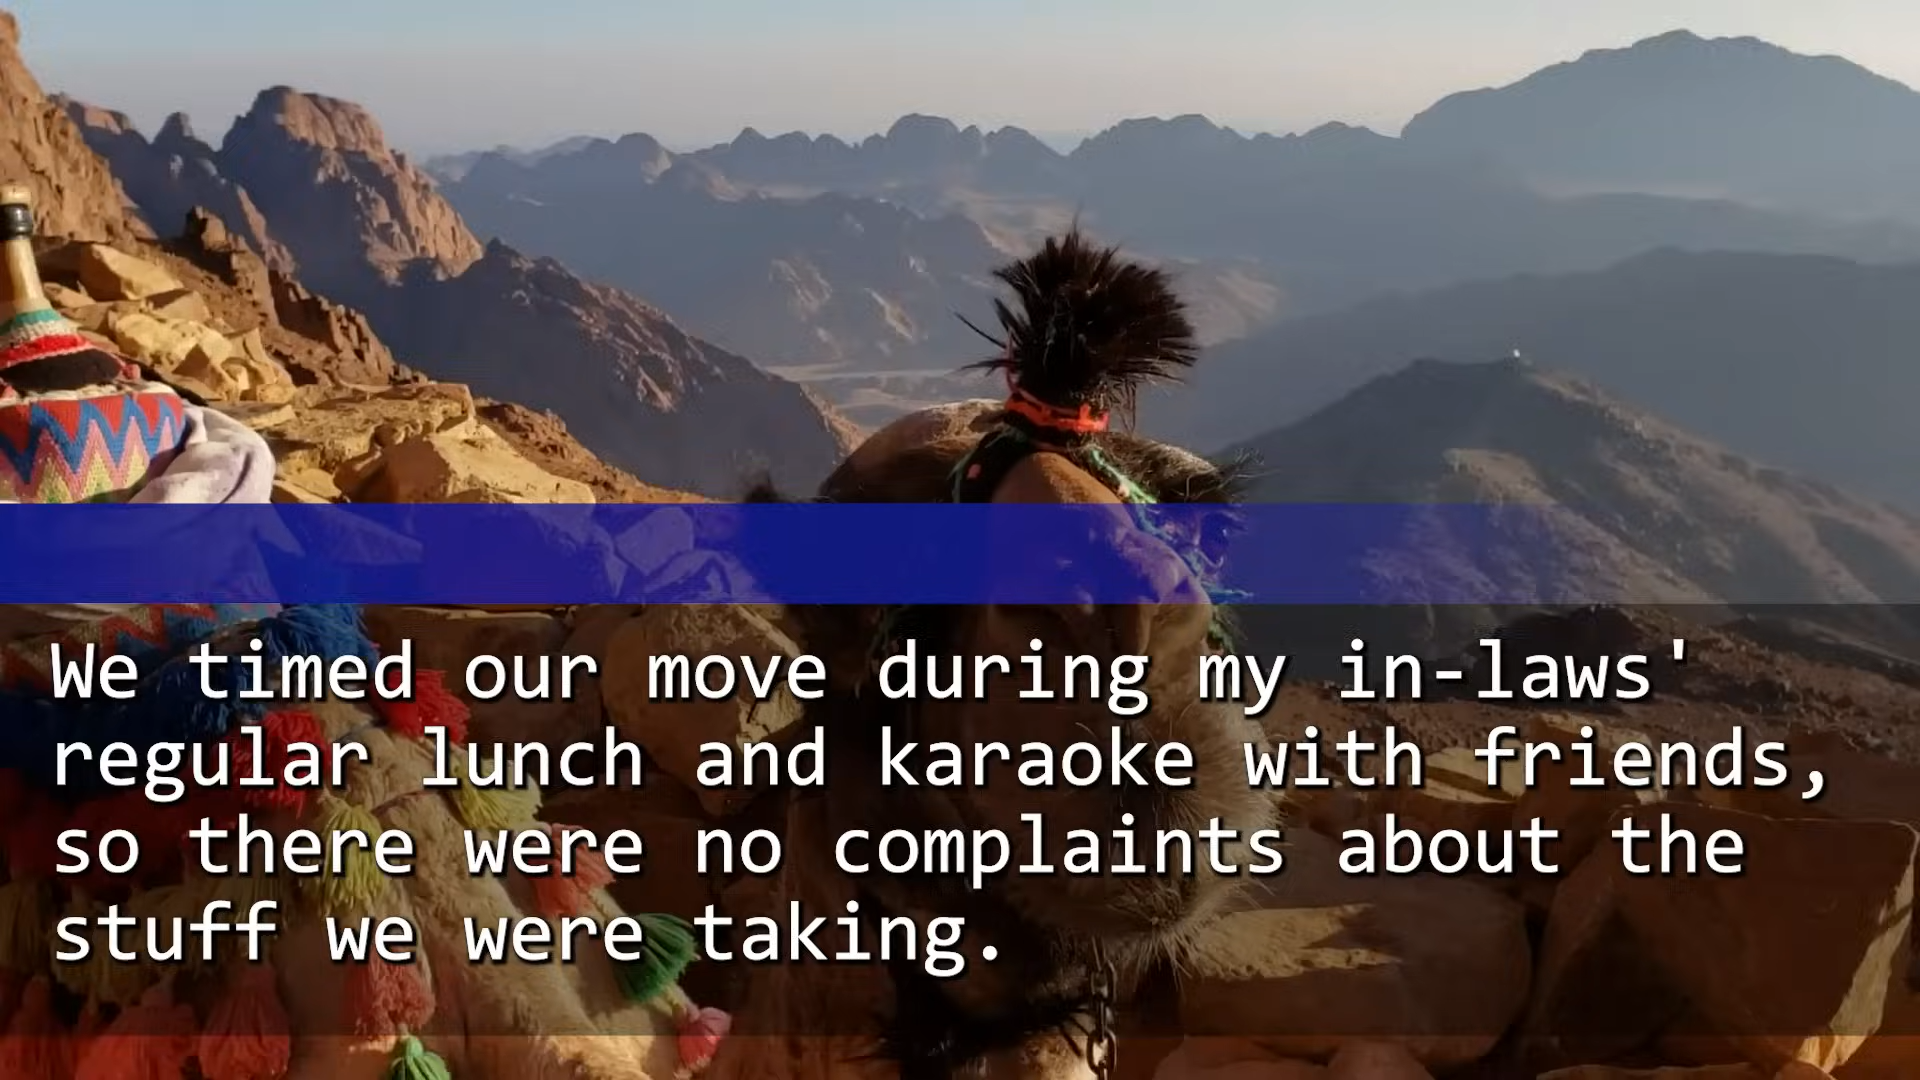 We timed our move during my in-laws'
regular lunch and karaoke with friends,
so there were no complaints about the
stuff we were taking.